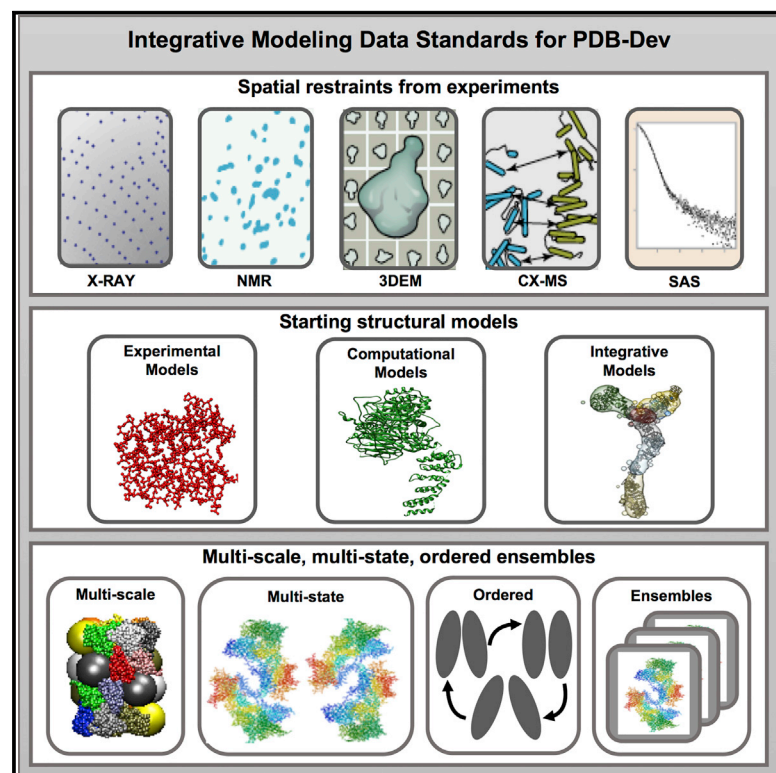 Integrative Modeling Data Standards for PDB-Dev
Spatial restraints from experiments
X-RAY
NMR
3DEM
CX-MS
SAS
Starting structural models
Experimental
Models
Computational
Models
Integrative
Models
Multi-scale, multi-state, ordered ensembles
Multi-scale
Multi-state
Ordered
Ensembles